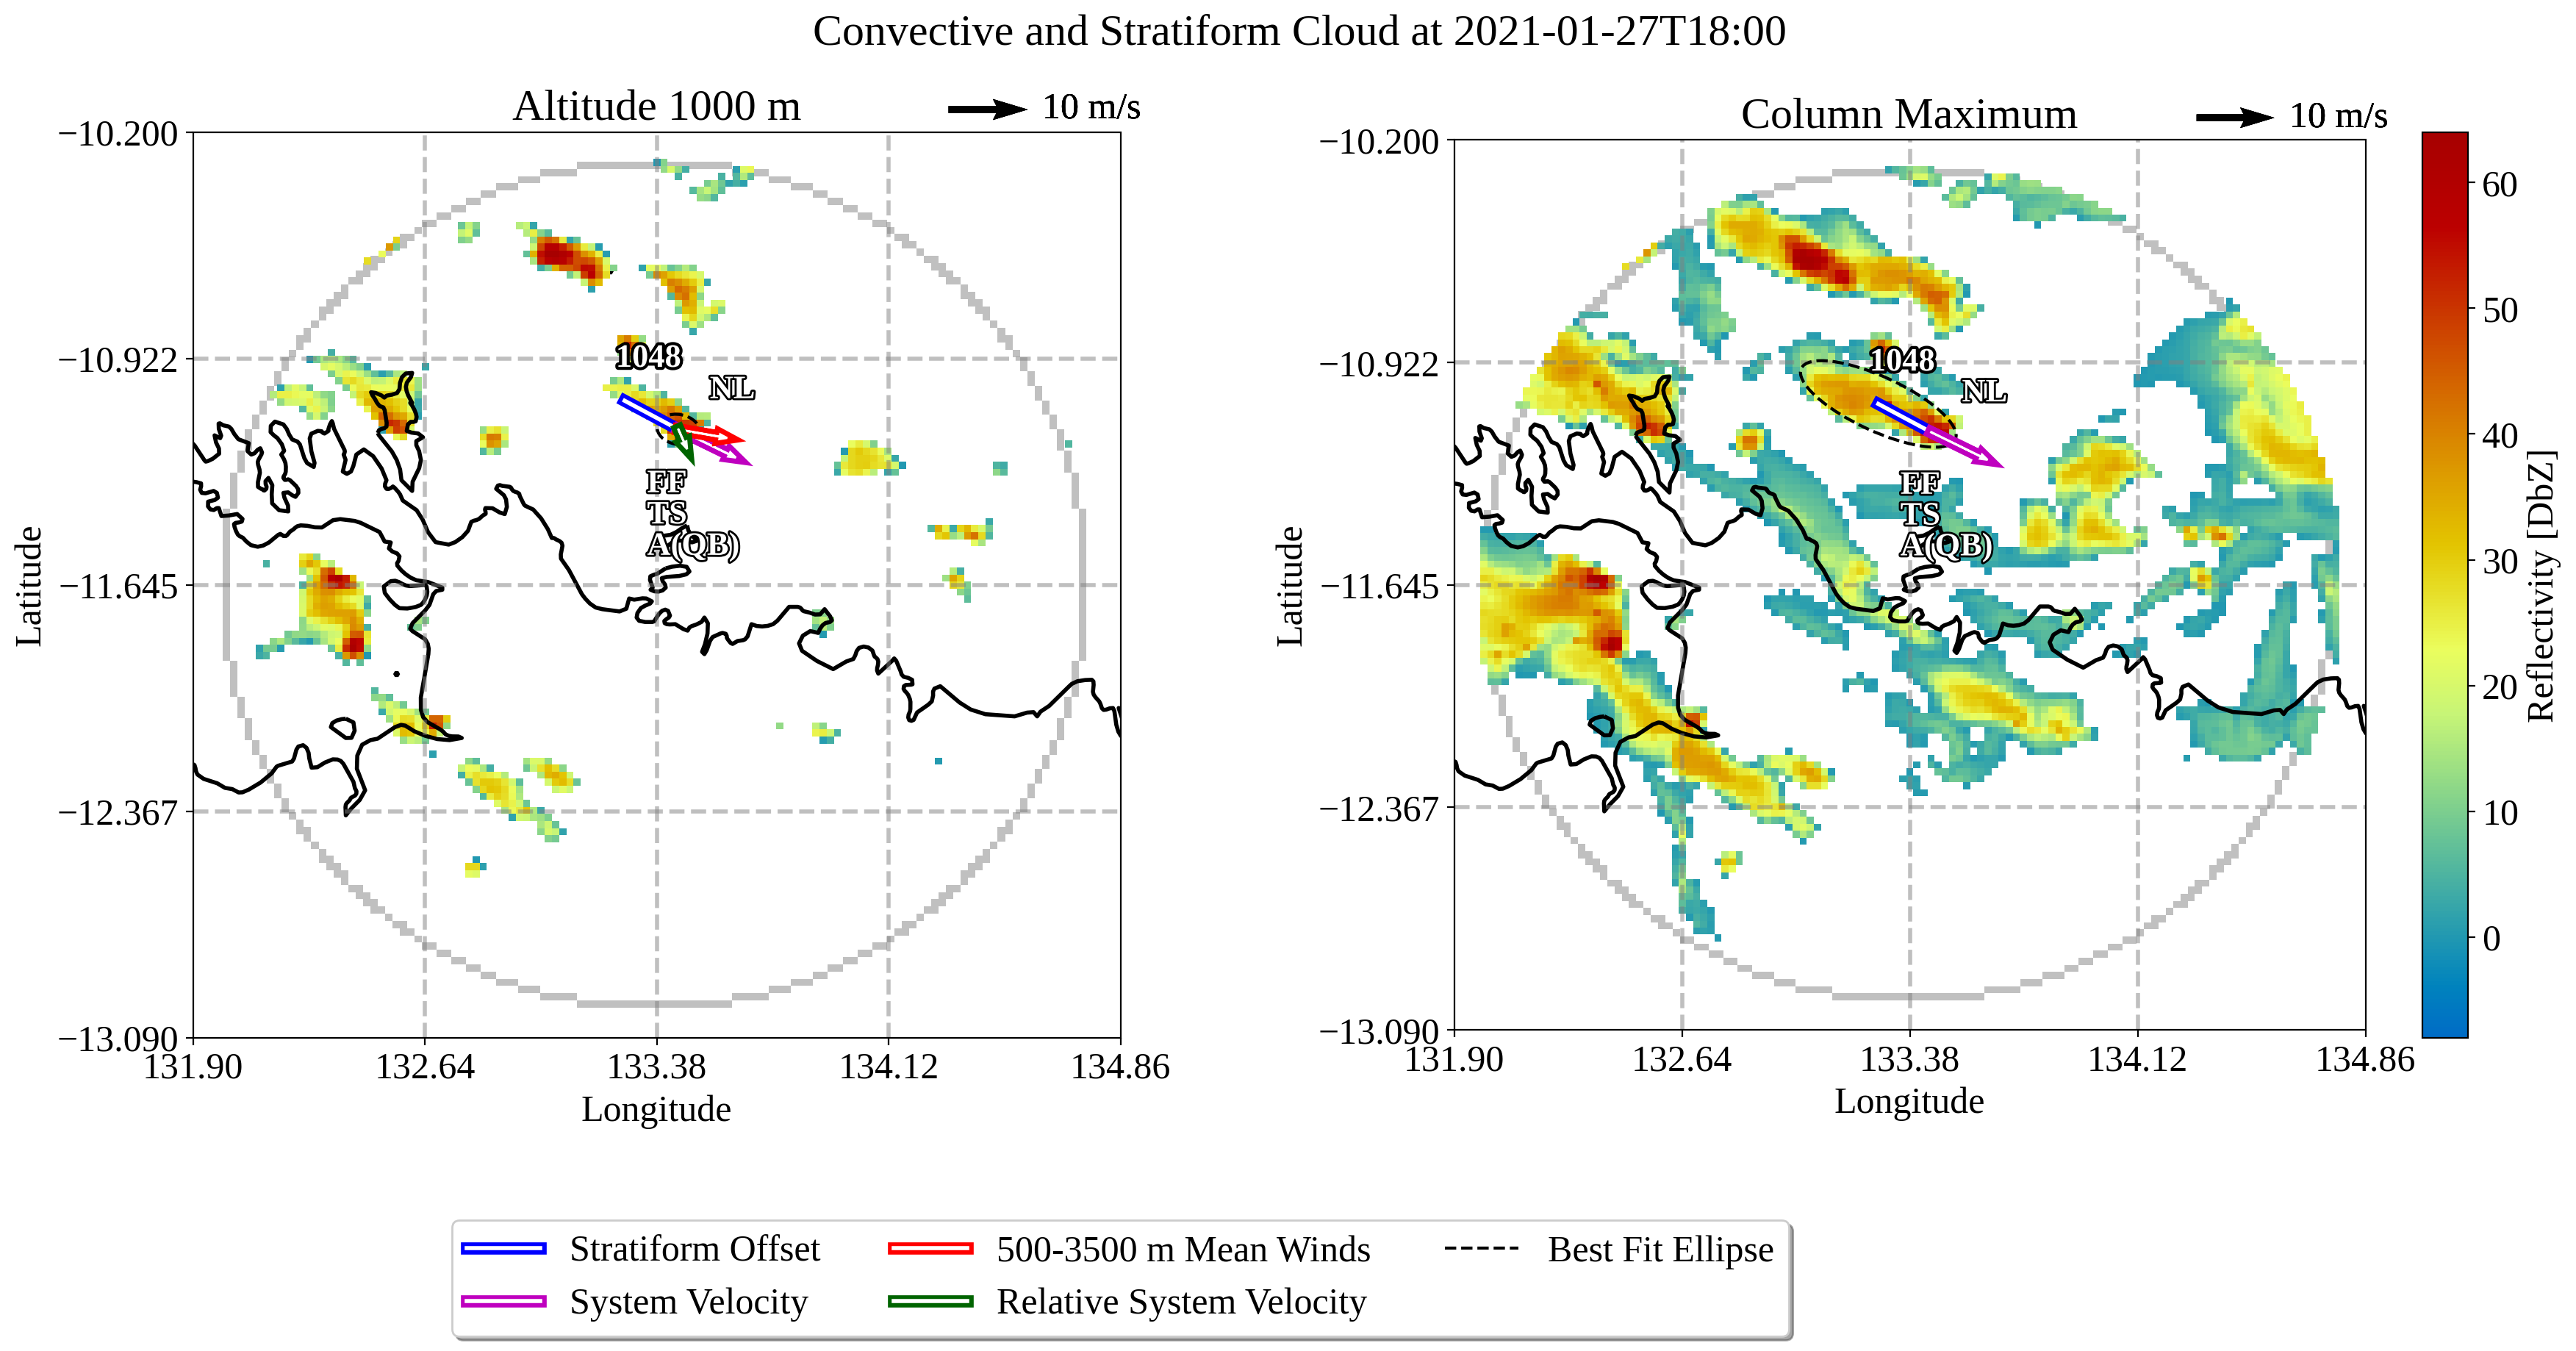 Convective and Stratiform Cloud at 2021-01-27T18:00
Altitude 1000 m
10 m/s
−10.200
−10.922
−11.645
−12.367
−13.090
Latitude
131.90
132.64
133.38
134.12
134.86
Longitude
1048
NL
FF
TS
A(QB)
Column Maximum
10 m/s
−10.200
−10.922
−11.645
−12.367
−13.090
Latitude
131.90
132.64
133.38
134.12
134.86
Longitude
1048
NL
FF
TS
A(QB)
60
50
40
30
20
10
0
Reflectivity [DbZ]
Stratiform Offset
System Velocity
500-3500 m Mean Winds
Relative System Velocity
Best Fit Ellipse